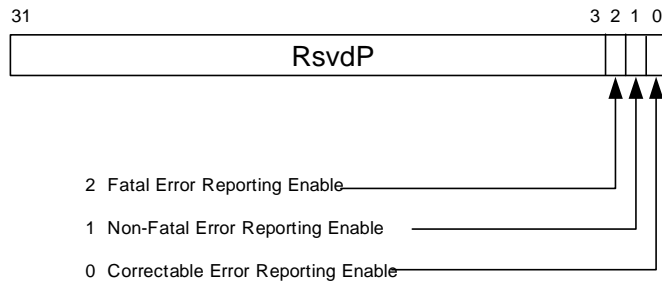 31 3 2 1 0
RsvdP
2 Fatal Error Reporting Enable
1 Non-Fatal Error Reporting Enable
0 Correctable Error Reporting Enable